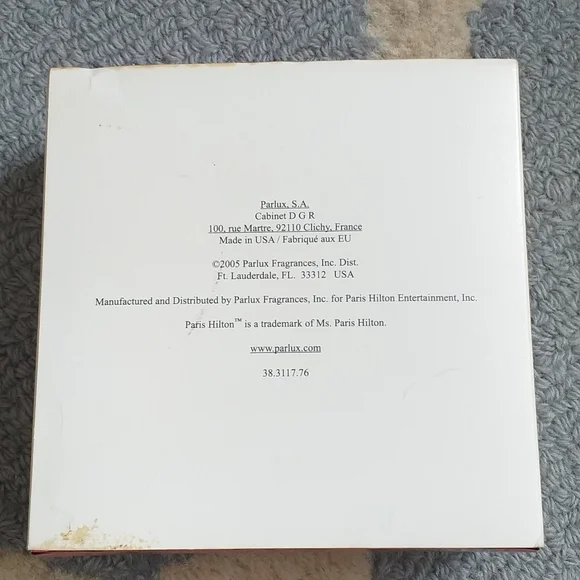 Parlux, S.A.
Cabinet D G R
100, rue Martre, 92110 Clichy, France
Made in USA / Fabriqué aux EU
©2005 Parlux Fragrances, Inc. Dist.
Ft. Lauderdale, FL. 33312 USA
Manufactured and Distributed by Parlux Fragrances, Inc. for Paris Hilton Entertainment, Inc.
Paris Hilton™ is a trademark of Ms. Paris Hilton.
www.parlux.com
38.3117.76